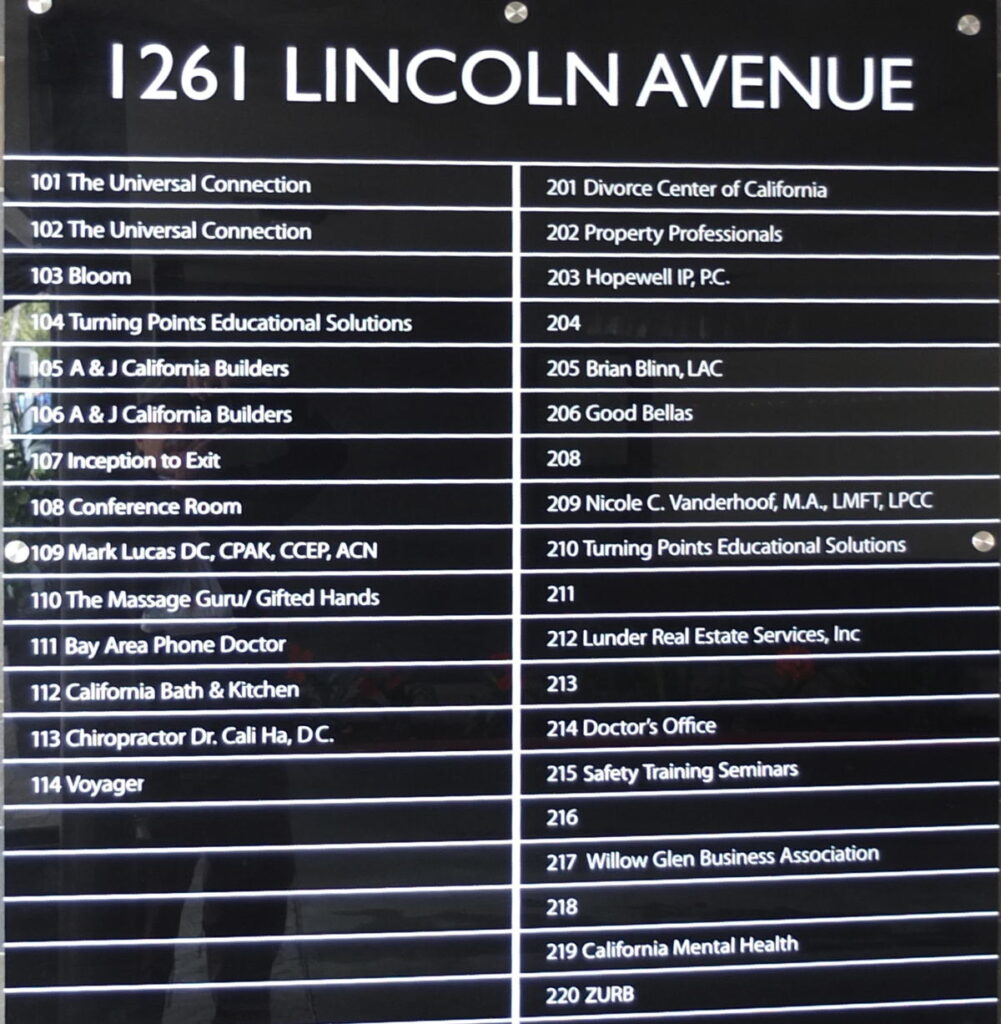 1261 LINCOLN AVENUE
101 The Universal Connection
102 The Universal Connection
103 Bloom
104 Turning Points Educational Solutions
105 A & J California Builders
106 A & J California Builders
107 Inception to Exit
108 Conference Room
109 Mark Lucas DC, CPAK, CCEP, ACN
110 The Massage Guru/ Gifted Hands
111 Bay Area Phone Doctor
112 California Bath & Kitchen
113 Chiropractor Dr. Cali Ha, D C.
114 Voyager
201 Divorce Center of California
202 Property Professionals
203 Hopewell IP, P.C.
204
205 Brian Blinn, LAC
206 Good Bellas
208
209 Nicole C. Vanderhoof, M.A., LMFT, LPCC
210 Turning Points Educational Solutions
211
212 Lunder Real Estate Services, Inc
213
214 Doctor's Office
215 Safety Training Seminars
216
217 Willow Glen Business Association
218
219 California Mental Health
220 ZURB